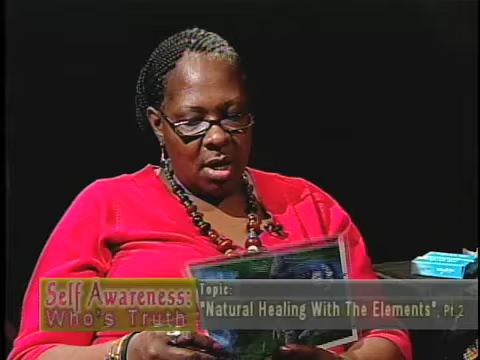 Self Awareness:
Who's Truth
Topic:
"Natural Healing With The Elements", Pt.2